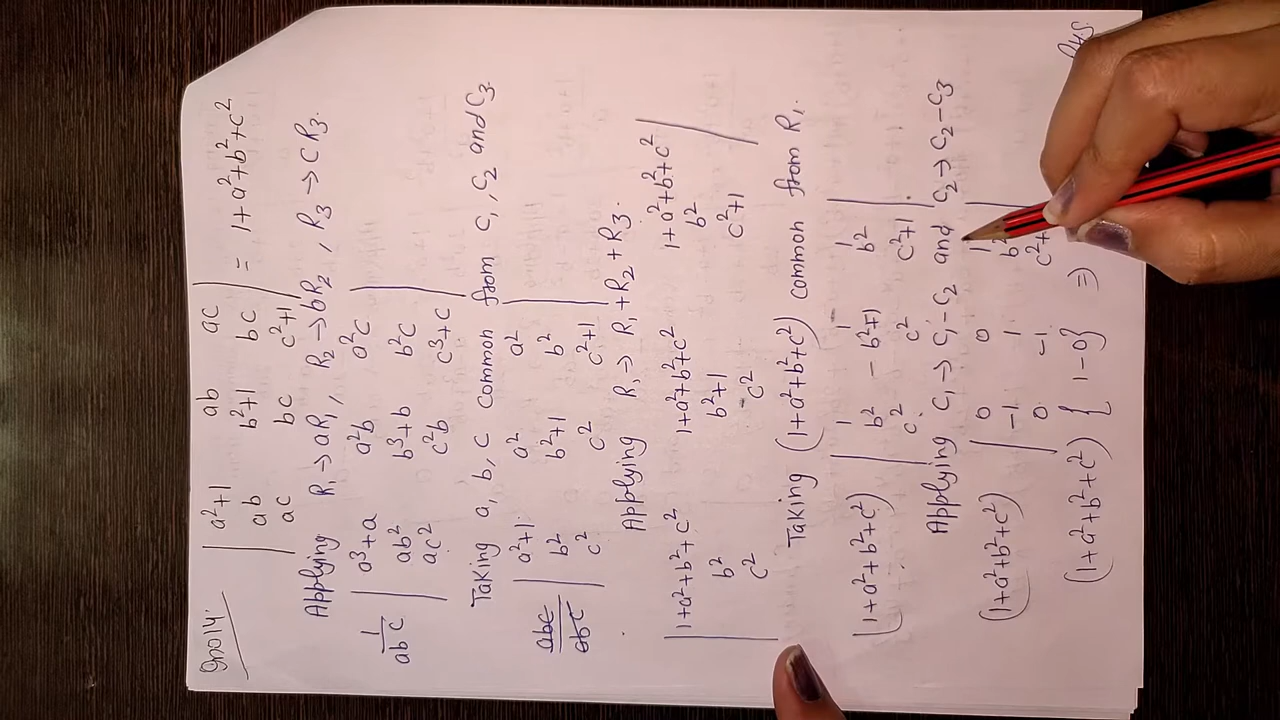 9no14.
| a²+1 ab ac | = 1+a²+b²+c²
| ab b²+1 bc |
| ac bc c²+1 |
Applying R₁→aR₁, R₂→bR₂, R₃→cR₃.
1/abc | a³+a a²b a²c |
| ab² b³+b b²c |
| ac² c²b c³+c |
Taking a, b, c common from c₁, c₂ and c₃
abc/abc | a²+1 a² a² |
| b² b²+1 b² |
| c² c² c²+1 |
Applying R₁→R₁+R₂+R₃.
| 1+a²+b²+c² 1+a²+b²+c² 1+a²+b²+c² |
| b² b²+1 b² |
| c² c² c²+1 |
Taking (1+a²+b²+c²) common from R₁.
(1+a²+b²+c²) | 1 1 1 |
| b² - b²+1 b² |
| c² c² c²+1 |.
Applying c₁→c₁-c₂ and c₂→c₂-c₃
(1+a²+b²+c²) | 0 0 1 |
| -1 1 b² |
| 0 -1 c²+
(1+a²+b²+c²) { 1-0} ⇒